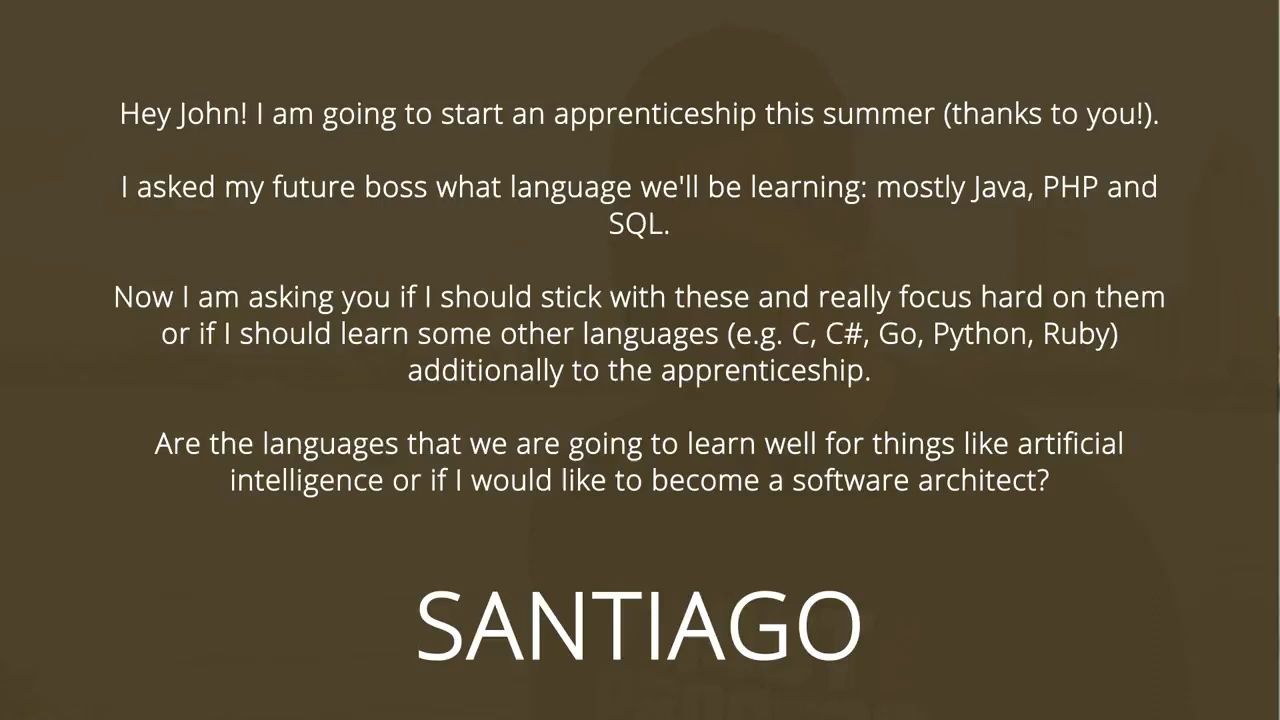 Hey John! I am going to start an apprenticeship this summer (thanks to you!).
I asked my future boss what language we'll be learning: mostly Java, PHP and
SQL.
Now I am asking you if I should stick with these and really focus hard on them
or if I should learn some other languages (e.g. C, C#, Go, Python, Ruby)
additionally to the apprenticeship.
Are the languages that we are going to learn well for things like artificial
intelligence or if I would like to become a software architect?
SANTIAGO